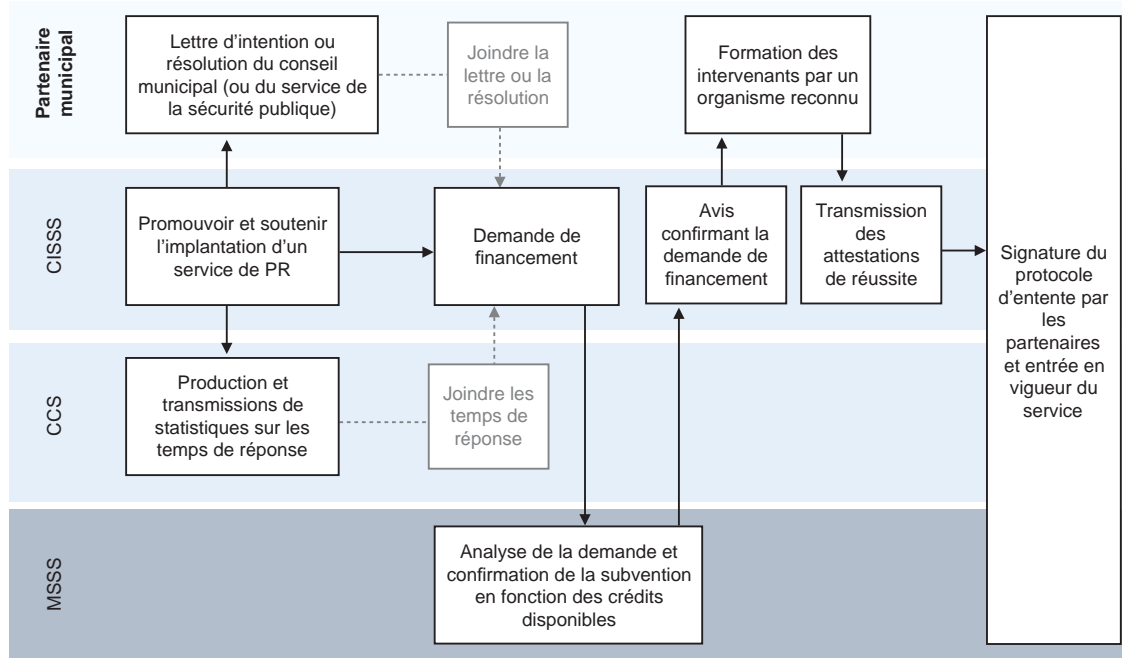 Partenaire
municipal
Lettre d’intention ou
résolution du conseil
municipal (ou du service de
la sécurité publique)
Joindre la
lettre ou la
résolution
Formation des
intervenants par un
organisme reconnu
CISSS
Promouvoir et soutenir
l’implantation d’un
service de PR
Demande de
financement
Avis
confirmant la
demande de
financement
Transmission
des
attestations
de réussite
Signature du
protocole
d’entente par
les
partenaires
et entrée en
vigueur du
service
CCS
Production et
transmissions de
statistiques sur les
temps de réponse
Joindre les
temps de
réponse
MSSS
Analyse de la demande et
confirmation de la subvention
en fonction des crédits
disponibles